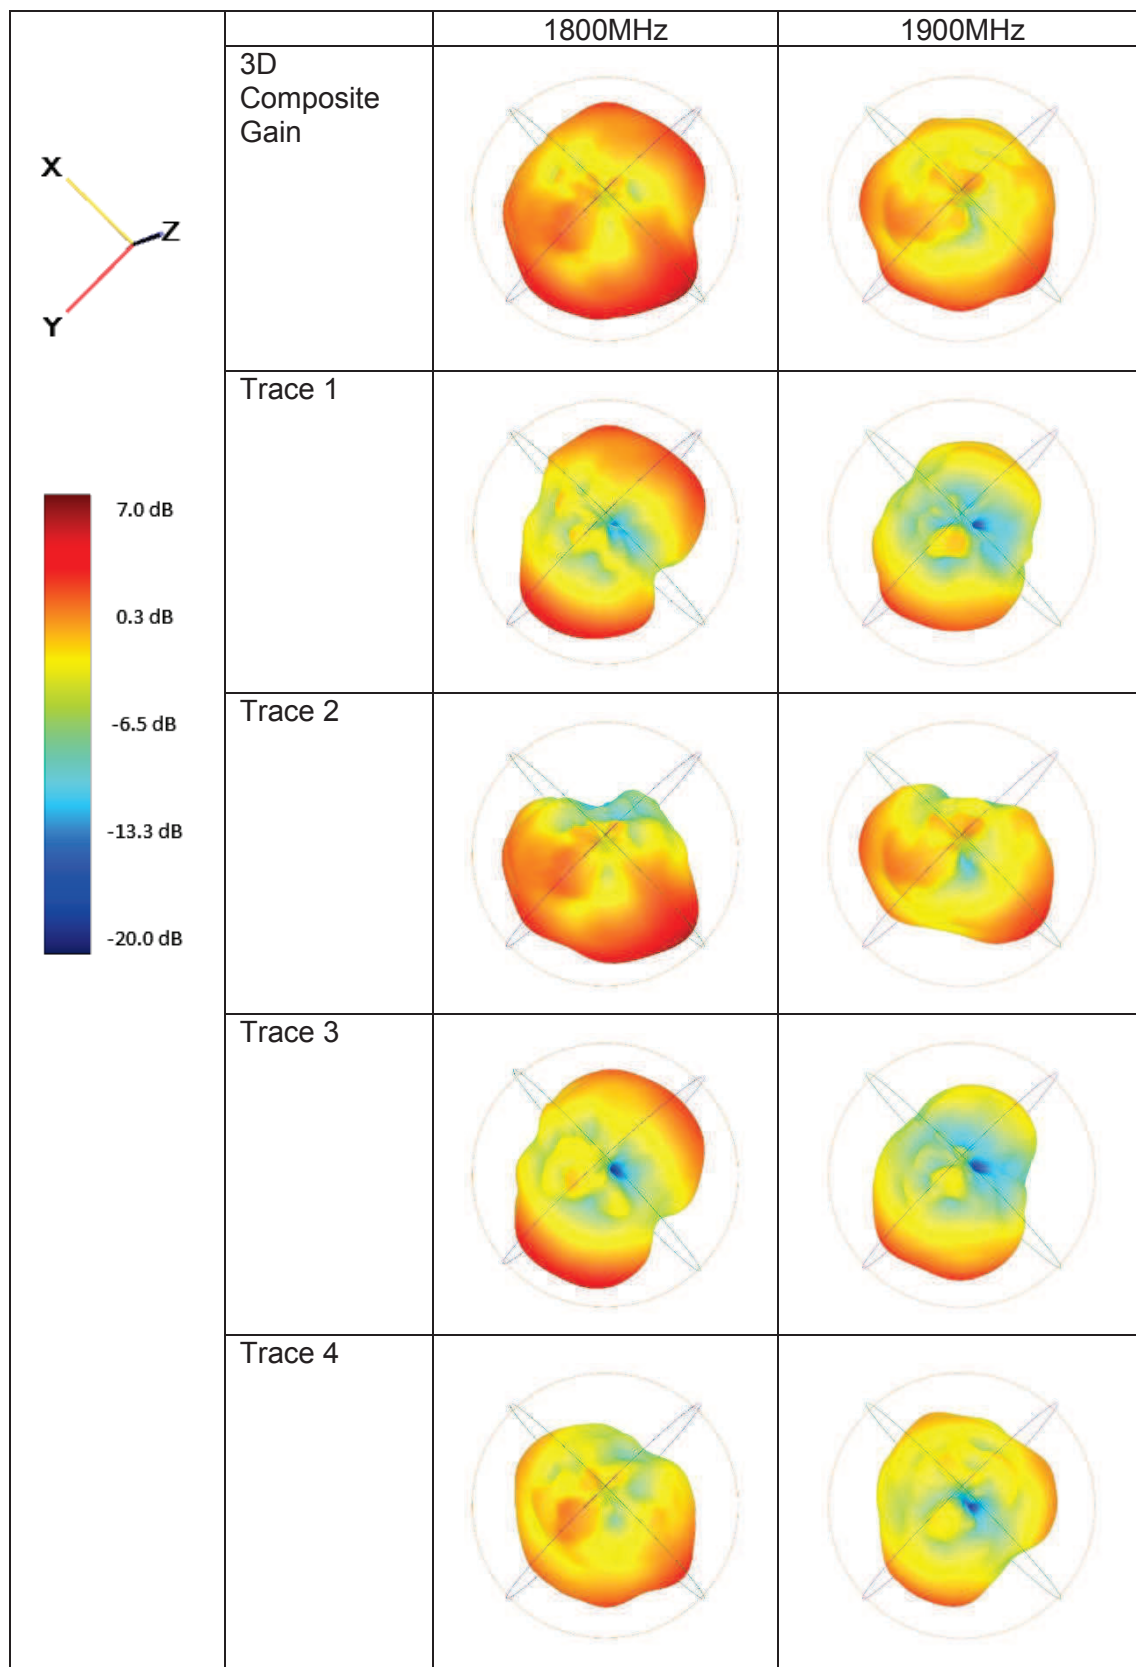 1800MHz
1900MHz
3D
Composite
Gain
X
Z
Y
Trace 1
7.0 dB
0.3 dB
-6.5 dB
-13.3 dB
-20.0 dB
Trace 2
Trace 3
Trace 4